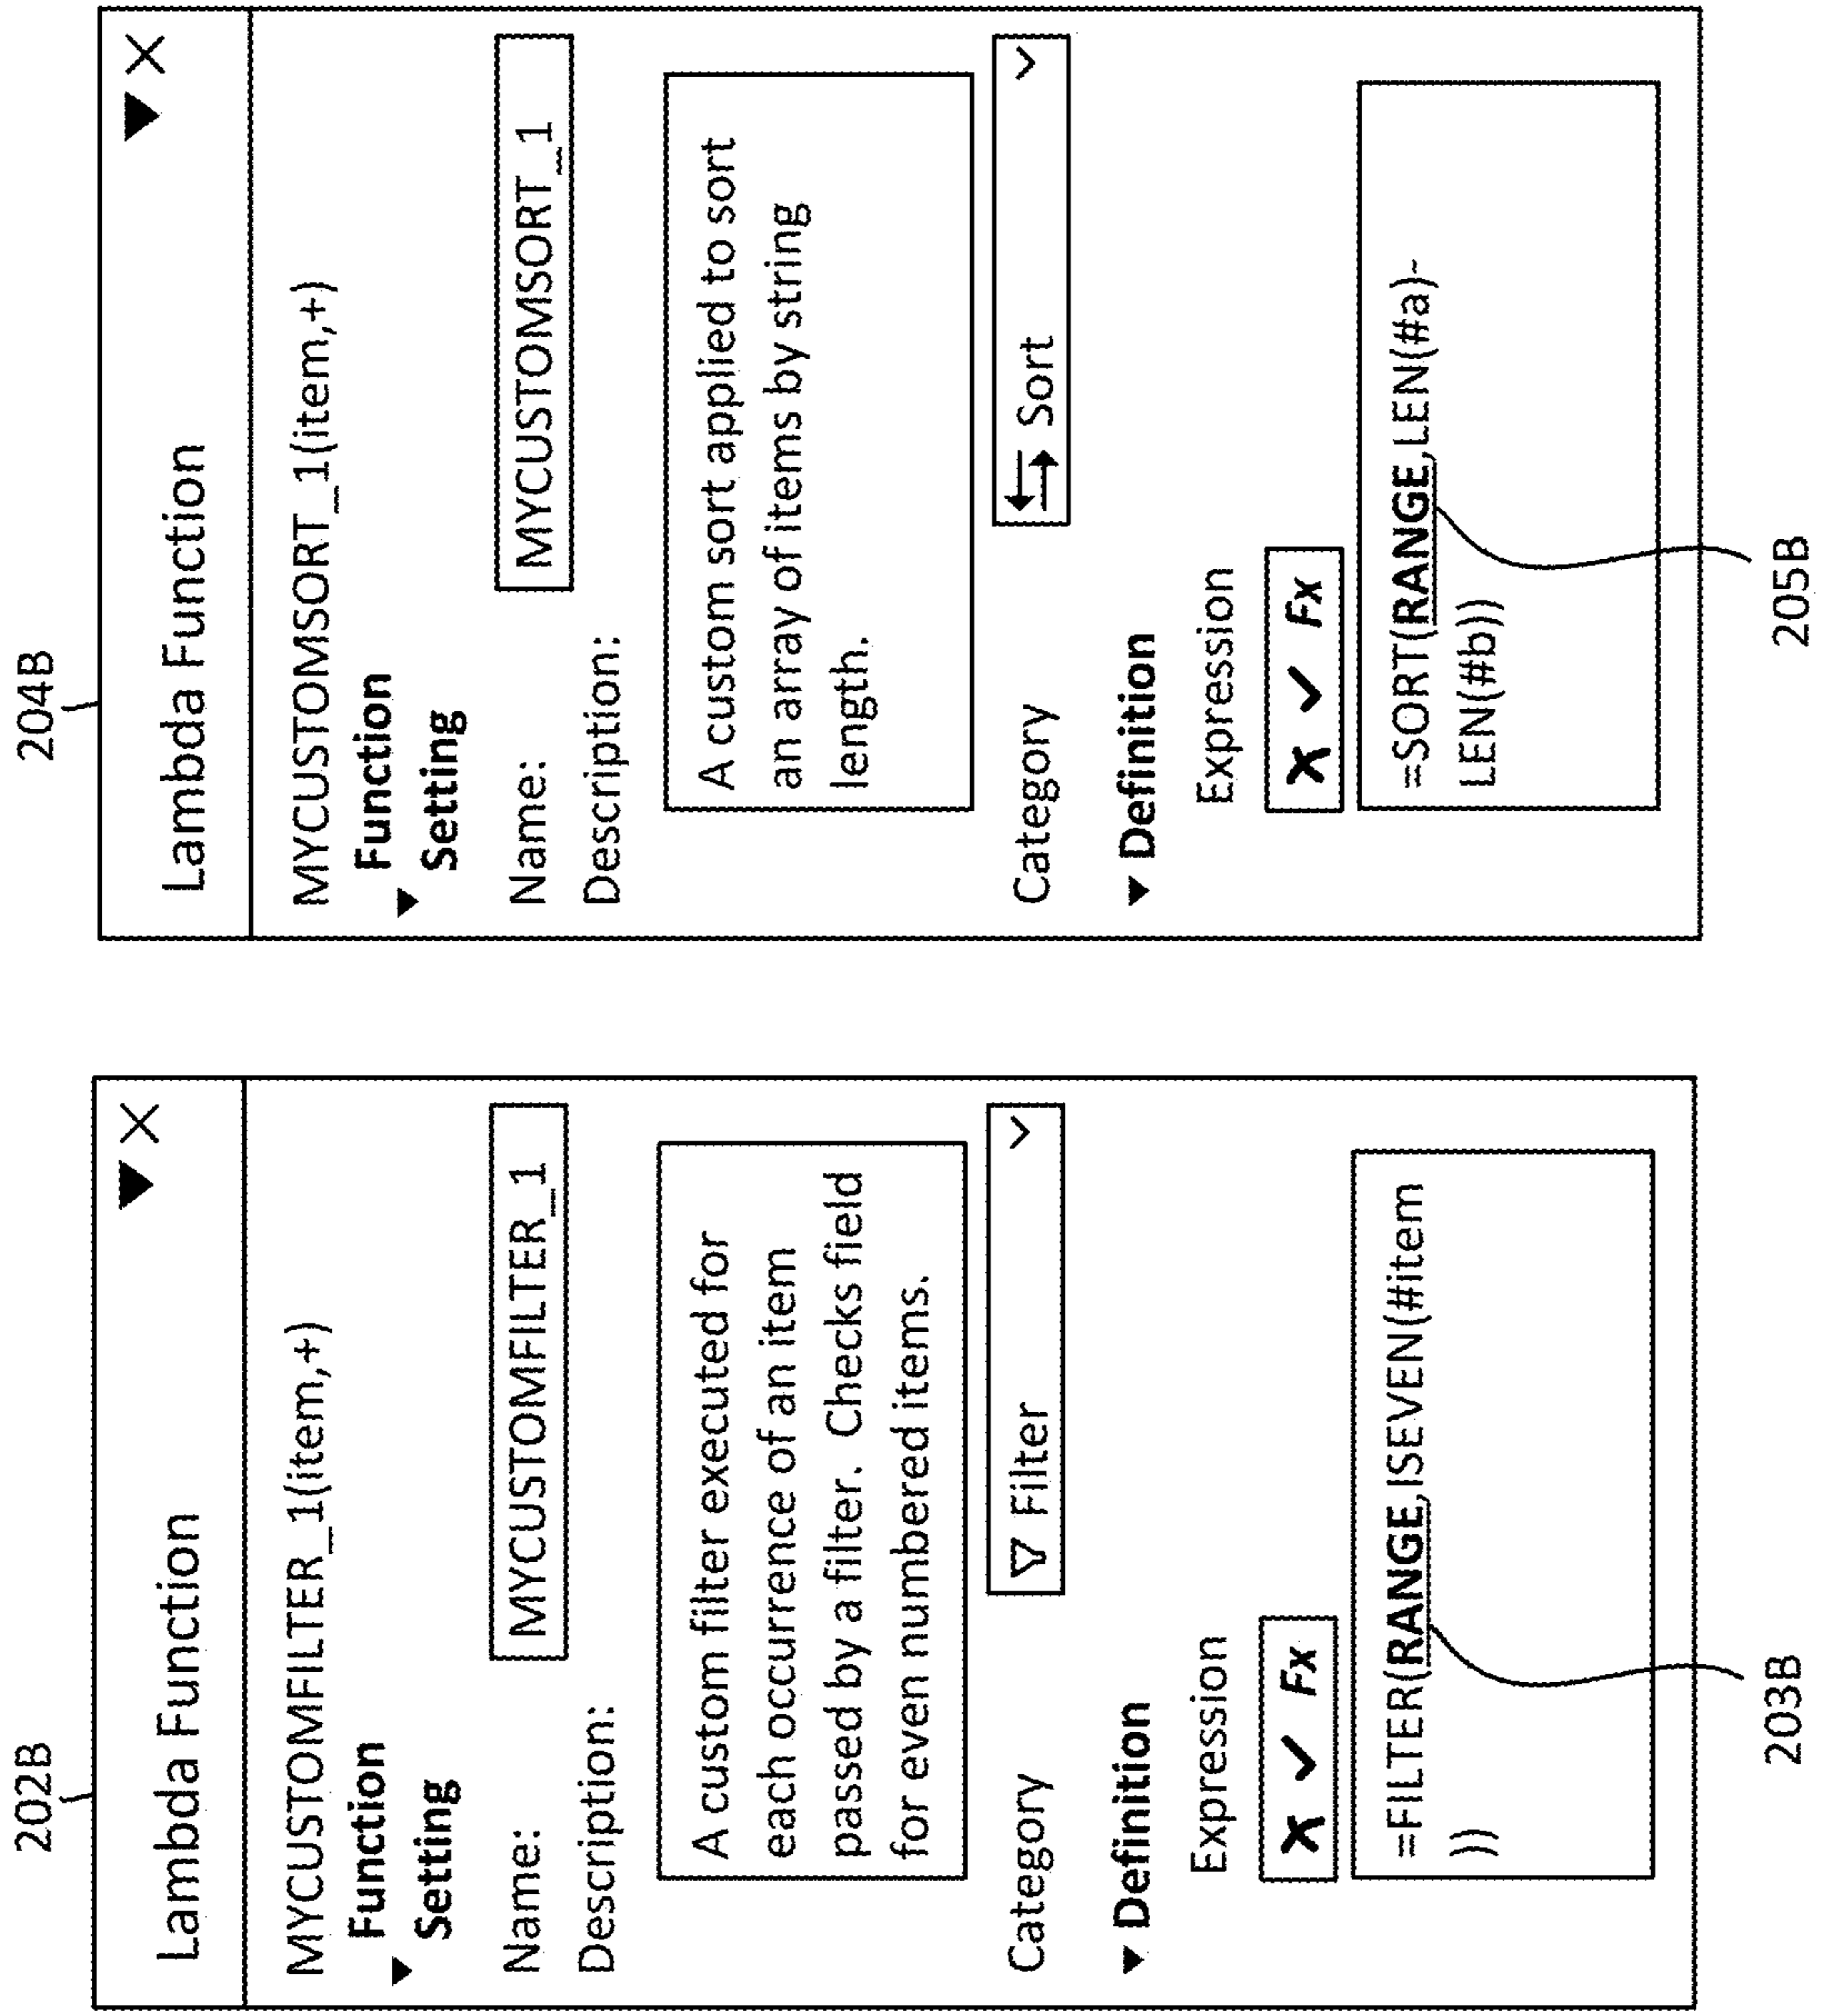 202B
Lambda Function ▼ X
MYCUSTOMFILTER_1(item,+)
▼ Function
Setting
Name: MYCUSTOMFILTER_1
Description:
A custom filter executed for
each occurrence of an item
passed by a filter. Checks field
for even numbered items.
Category Filter
▼ Definition
Expression
X ✓ Fx
=FILTER(RANGE,ISEVEN(#item
)))
203B
204B
Lambda Function ▼ X
MYCUSTOMSORT_1(item,+)
▼ Function
Setting
Name: MYCUSTOMSORT_1
Description:
A custom sort applied to sort
an array of items by string
length.
Category Sort
▼ Definition
Expression
X ✓ Fx
=SORT(RANGE,LEN(#a)-
LEN(#b))
205B